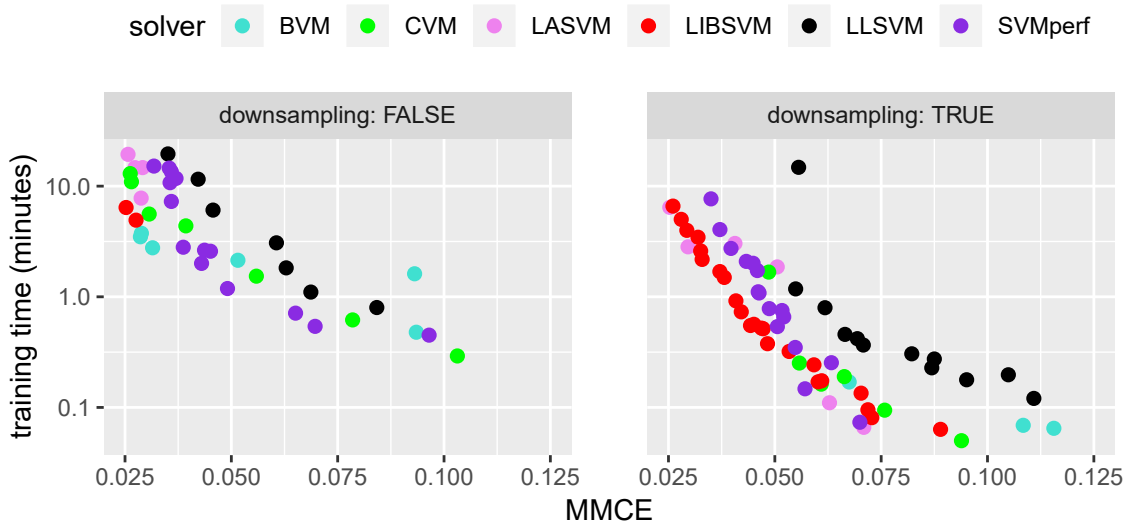 solver BVM CVM LASVM LIBSVM LLSVM SVMperf
downsampling: FALSE
downsampling: TRUE
training time (minutes)
10.0
1.0
0.1
0.025 0.050 0.075 0.100 0.125
0.025 0.050 0.075 0.100 0.125
MMCE